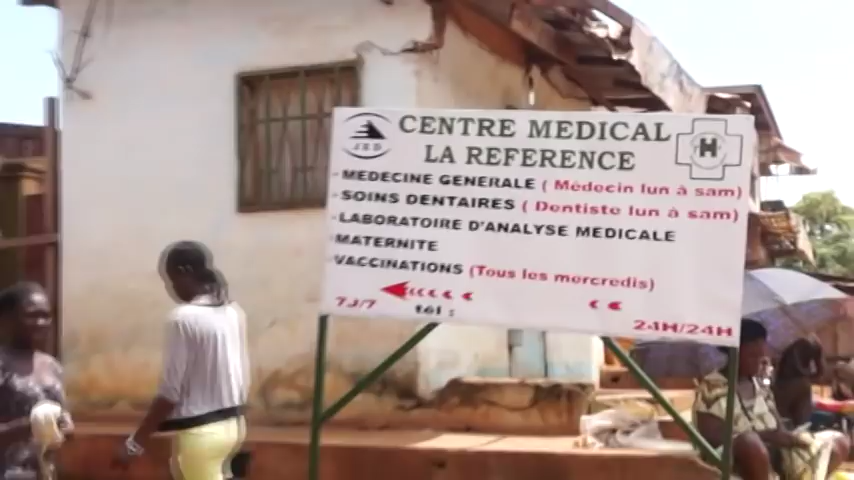 CENTRE MEDICAL
LA REFERENCE
JED
H
- MEDECINE GENERALE ( Médecin lun à sam)
- SOINS DENTAIRES ( Dentiste lun à sam)
- LABORATOIRE D'ANALYSE MEDICALE
- MATERNITE
- VACCINATIONS (Tous les mercredis)
7J/7
tél :
24H/24H